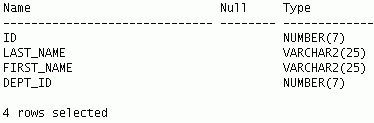 Name Null Type
------------------------------ -------- ------------
ID NUMBER(7)
LAST_NAME VARCHAR2(25)
FIRST_NAME VARCHAR2(25)
DEPT_ID NUMBER(7)
4 rows selected